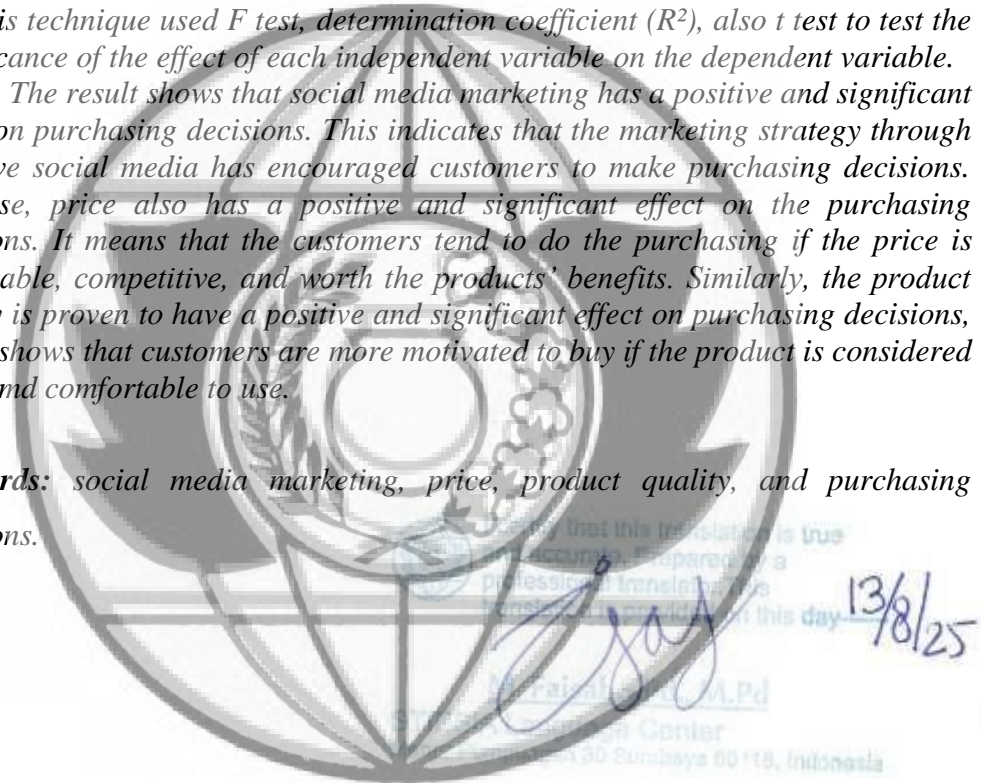 is technique used F test, determination coefficient (R²), also t test to test the
cance of the effect of each independent variable on the dependent variable.
The result shows that social media marketing has a positive and significant
on purchasing decisions. This indicates that the marketing strategy through
ve social media has encouraged customers to make purchasing decisions.
se, price also has a positive and significant effect on the purchasing
ons. It means that the customers tend to do the purchasing if the price is
able, competitive, and worth the products' benefits. Similarly, the product
y is proven to have a positive and significant effect on purchasing decisions,
shows that customers are more motivated to buy if the product is considered
md comfortable to use.
rds: social media marketing, price, product quality, and purchasing
ons.
that this translation is true
and accurate. Prepared by a
professional translator, this
translation is provided on this day 13/8/25
M. Faisal M.Pd
Center
30 Surabaya 60118, Indonesia